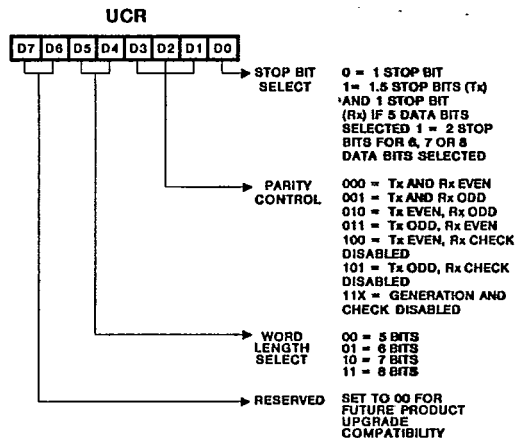 UCR
D7 D6 D5 D4 D3 D2 D1 D0
STOP BIT
SELECT
0 = 1 STOP BIT
1= 1.5 STOP BITS (Tx)
AND 1 STOP BIT
(Rx) IF 5 DATA BITS
SELECTED 1 = 2 STOP
BITS FOR 6, 7 OR 8
DATA BITS SELECTED
PARITY
CONTROL
000 = Tx AND Rx EVEN
001 = Tx AND Rx ODD
010 = Tx EVEN, Rx ODD
011 = Tx ODD, Rx EVEN
100 = Tx EVEN, Rx CHECK
DISABLED
101 = Tx ODD, Rx CHECK
DISABLED
11X = GENERATION AND
CHECK DISABLED
WORD
LENGTH
SELECT
00 = 5 BITS
01 = 6 BITS
10 = 7 BITS
11 = 8 BITS
RESERVED
SET TO 00 FOR
FUTURE PRODUCT
UPGRADE
COMPATIBILITY